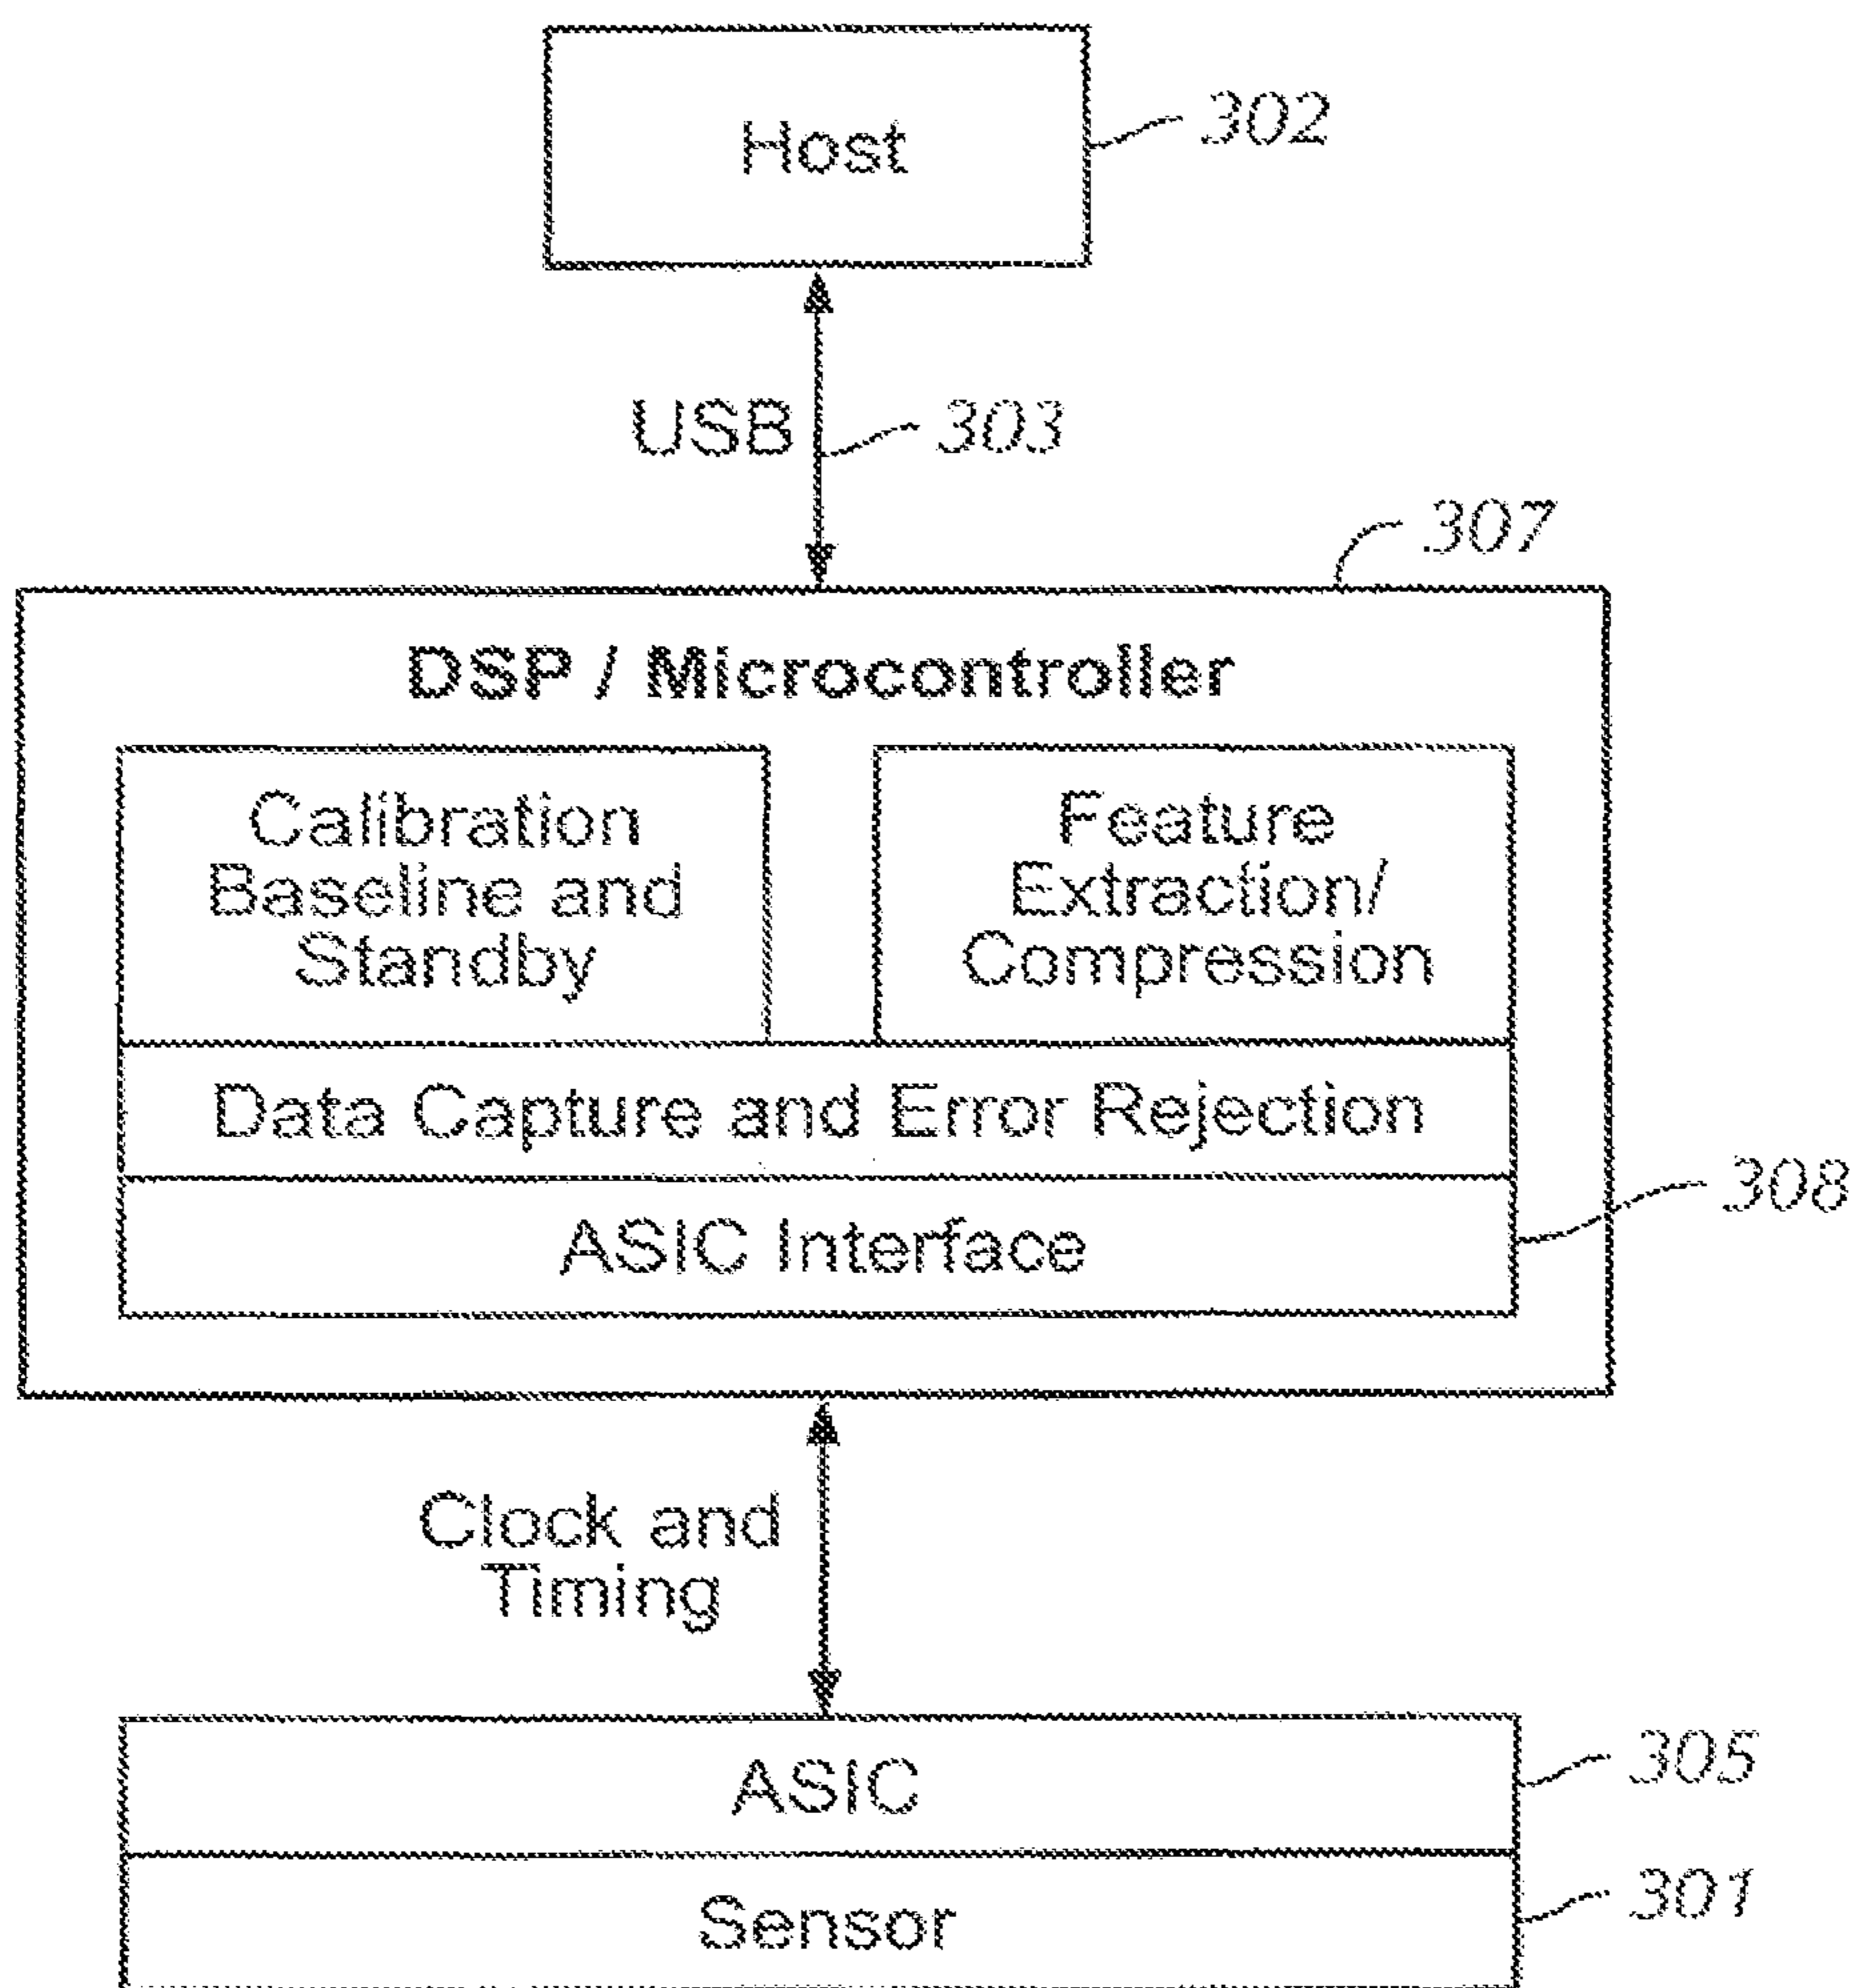 Host
302
USB
303
307
DSP / Microcontroller
Calibration
Baseline and
Standby
Feature
Extraction/
Compression
Data Capture and Error Rejection
308
ASIC Interface
Clock and
Timing
ASIC
305
Sensor
301